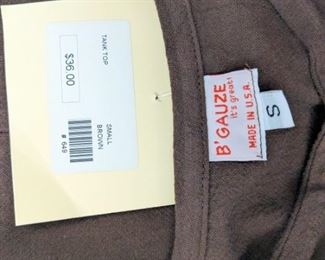 $36.00
TANK TOP
SMALL
BROWN
# 649
B'GAUZE
it's great!
MADE IN U.S.A.
S